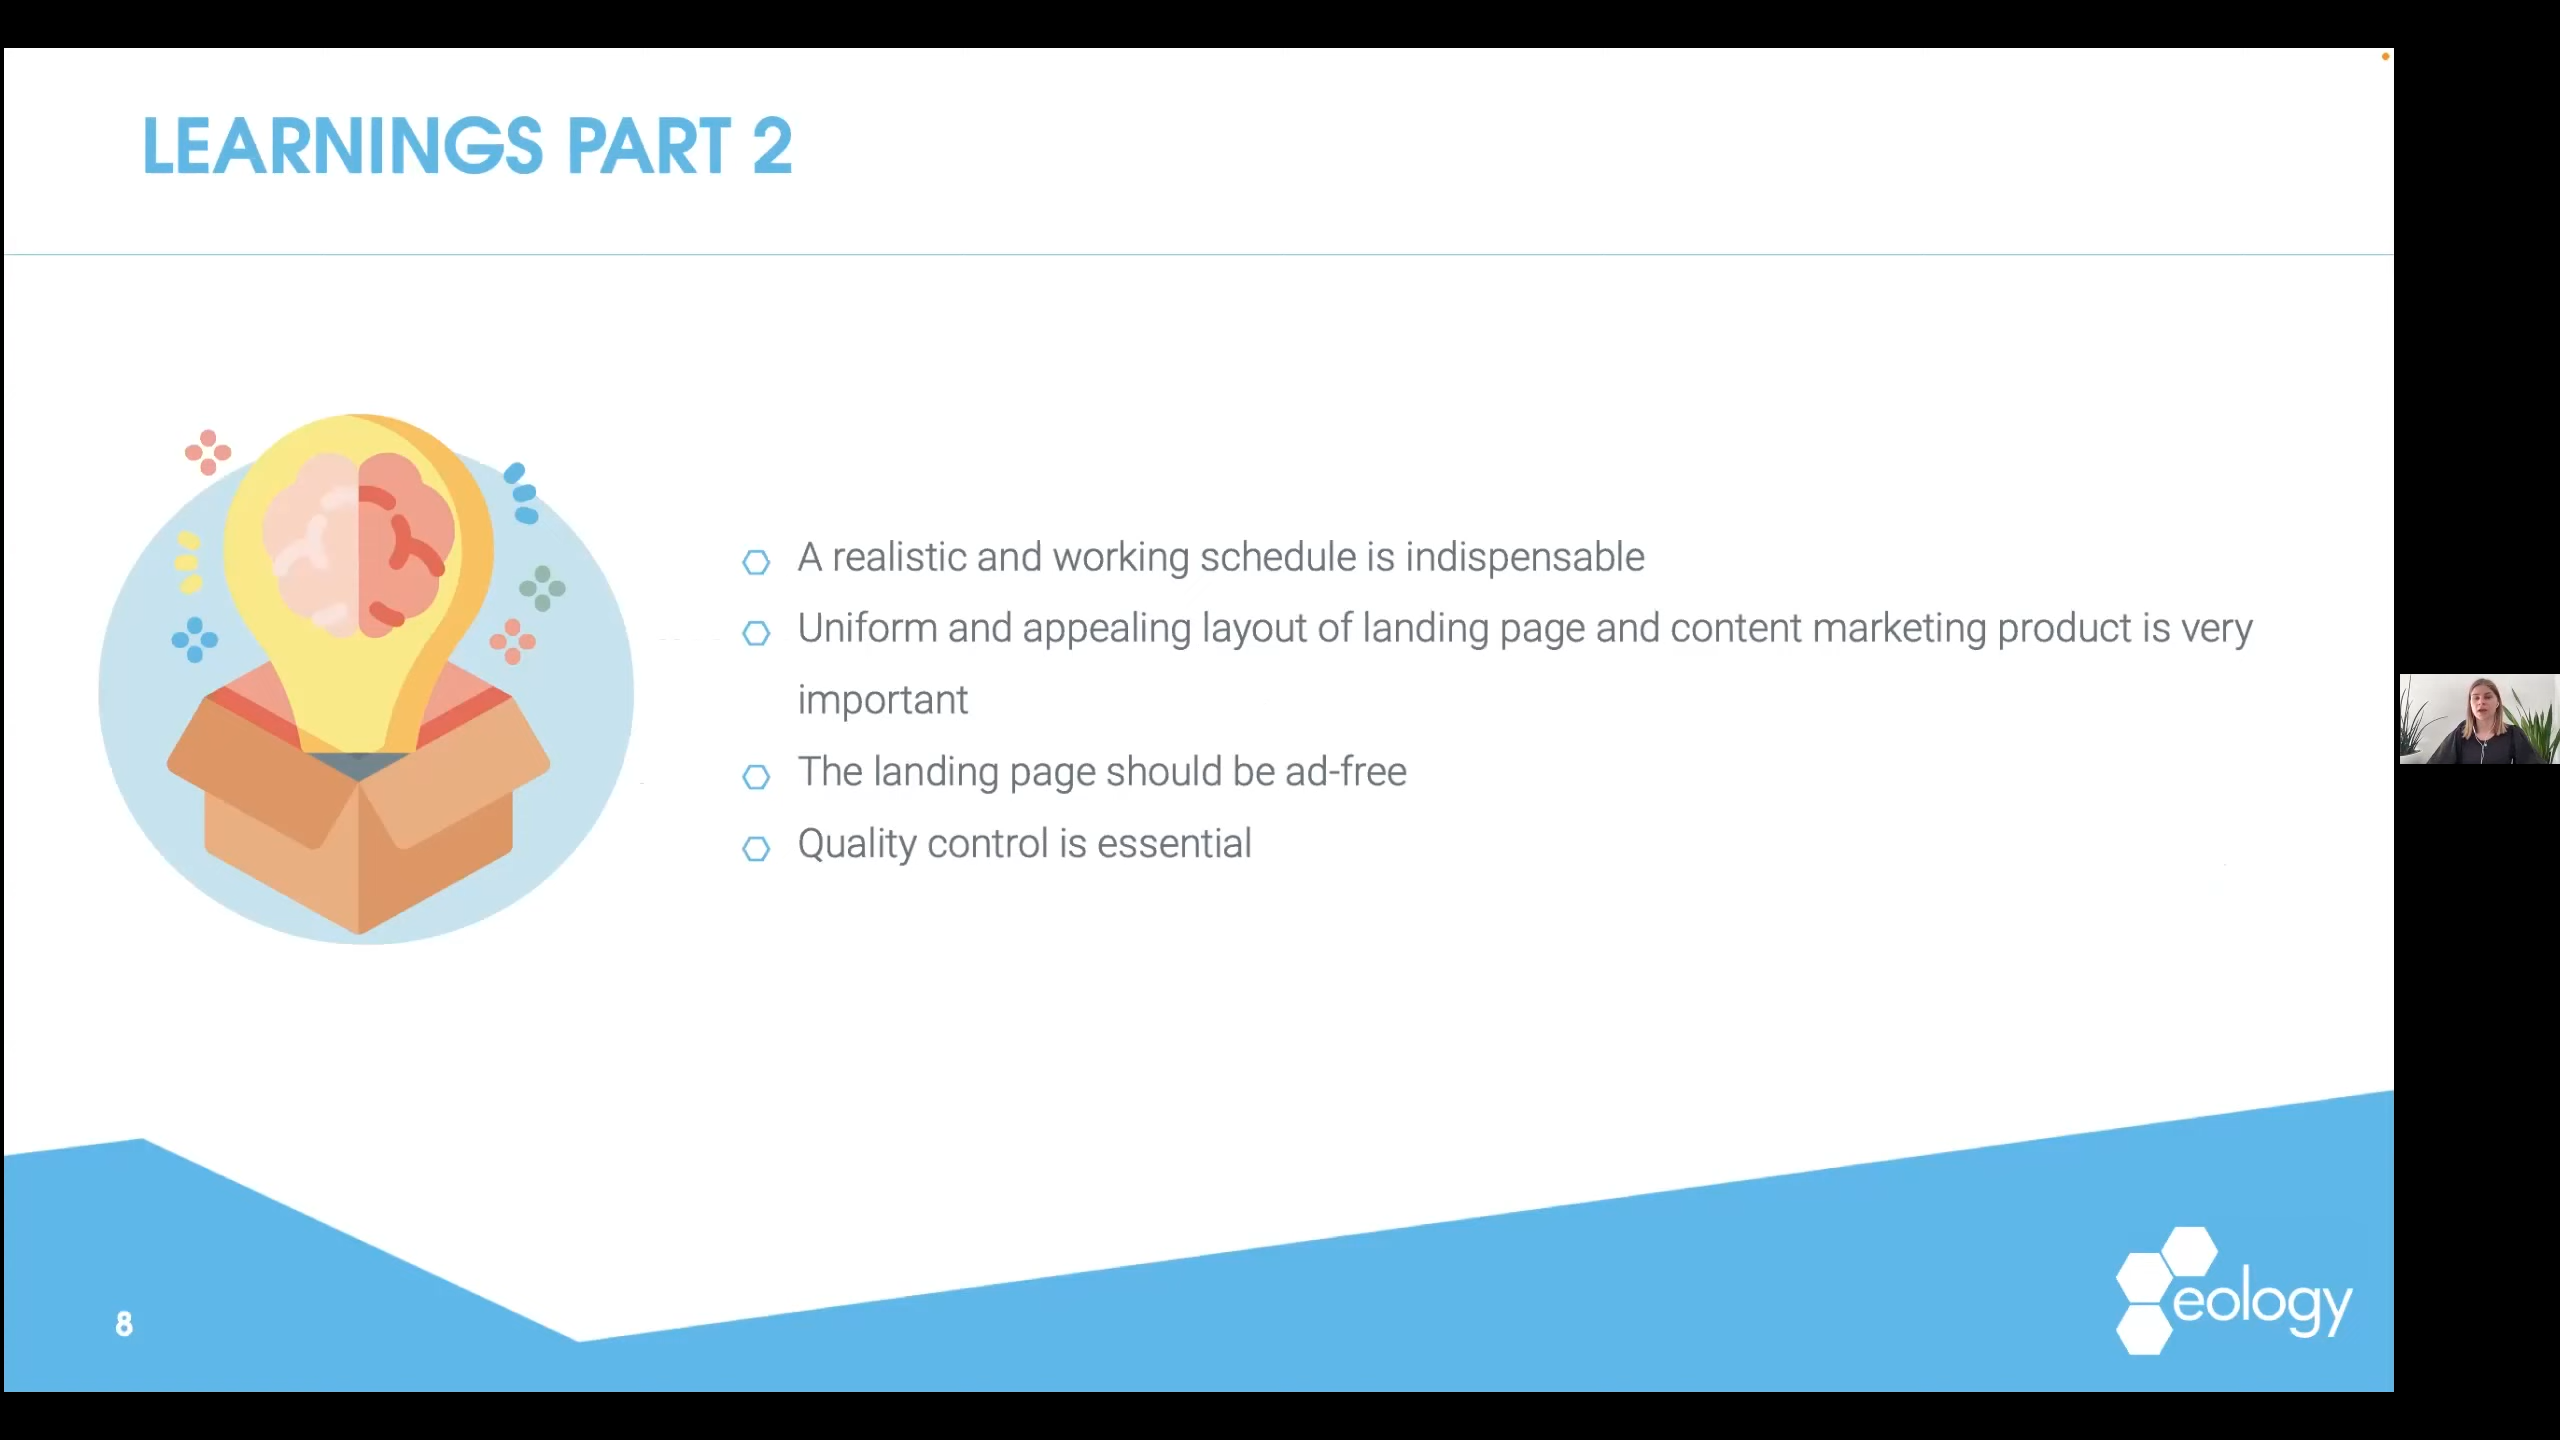 LEARNINGS PART 2
A realistic and working schedule is indispensable
Uniform and appealing layout of landing page and content marketing product is very
important
The landing page should be ad-free
Quality control is essential
8
eology